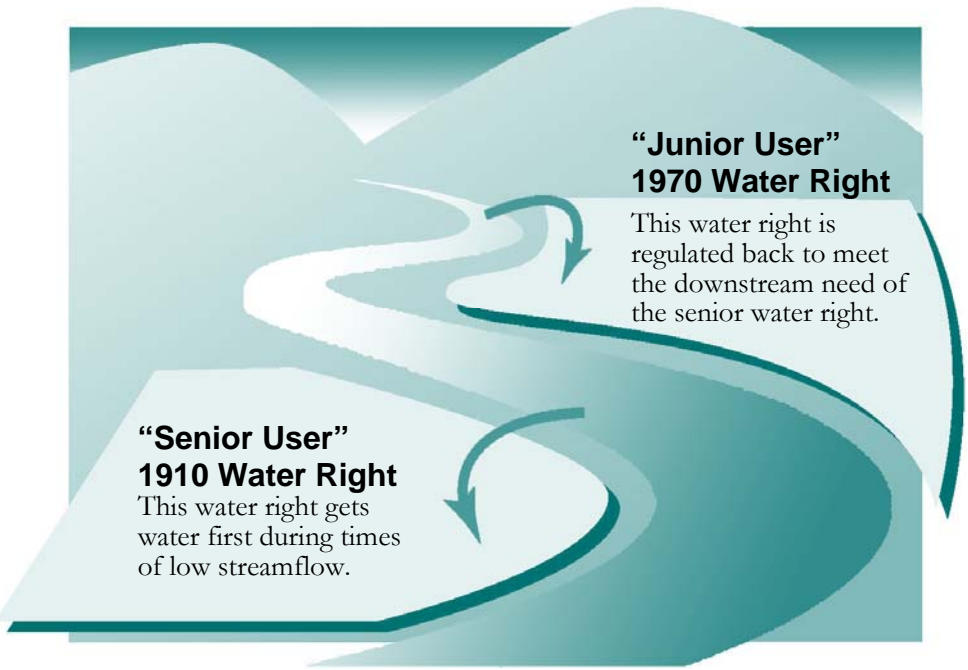 “Junior User”
1970 Water Right
This water right is
regulated back to meet
the downstream need of
the senior water right.
“Senior User”
1910 Water Right
This water right gets
water first during times
of low streamflow.